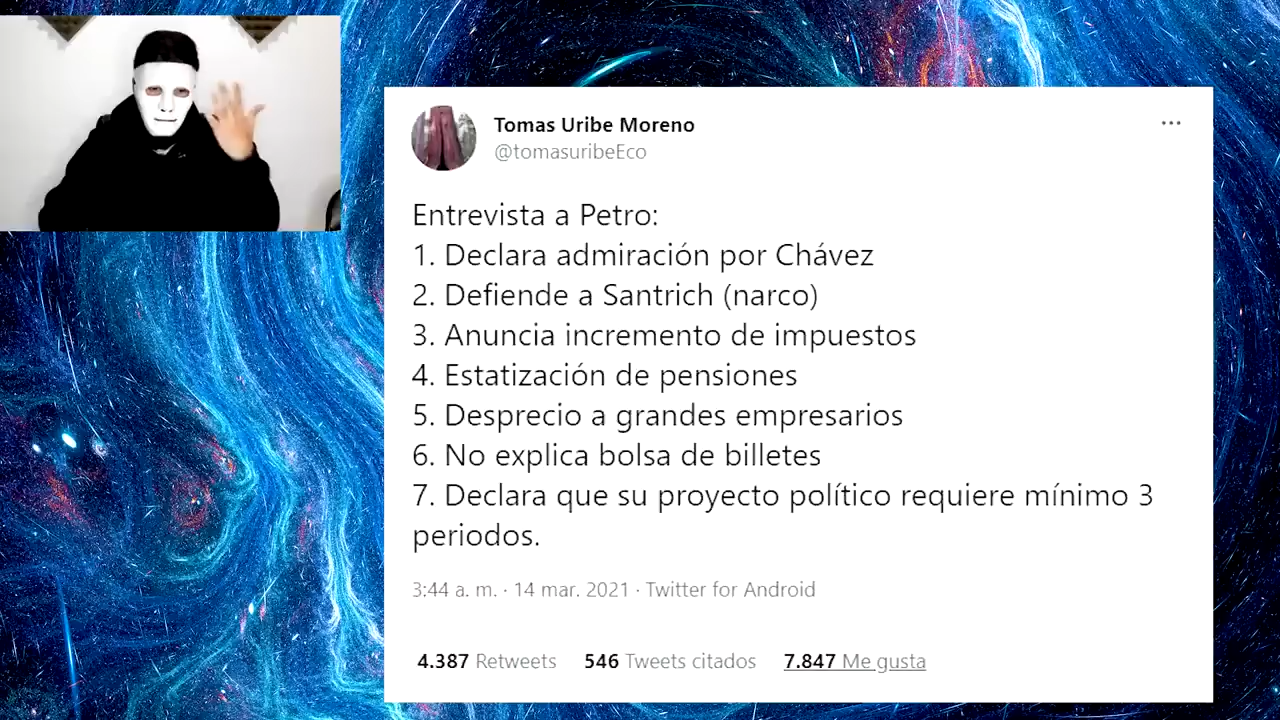 Tomas Uribe Moreno
@tomasuribeEco
Entrevista a Petro:
1. Declara admiración por Chávez
2. Defiende a Santrich (narco)
3. Anuncia incremento de impuestos
4. Estatización de pensiones
5. Desprecio a grandes empresarios
6. No explica bolsa de billetes
7. Declara que su proyecto político requiere mínimo 3
periodos.
3:44 a. m. · 14 mar. 2021 · Twitter for Android
4.387 Retweets 546 Tweets citados 7.847 Me gusta